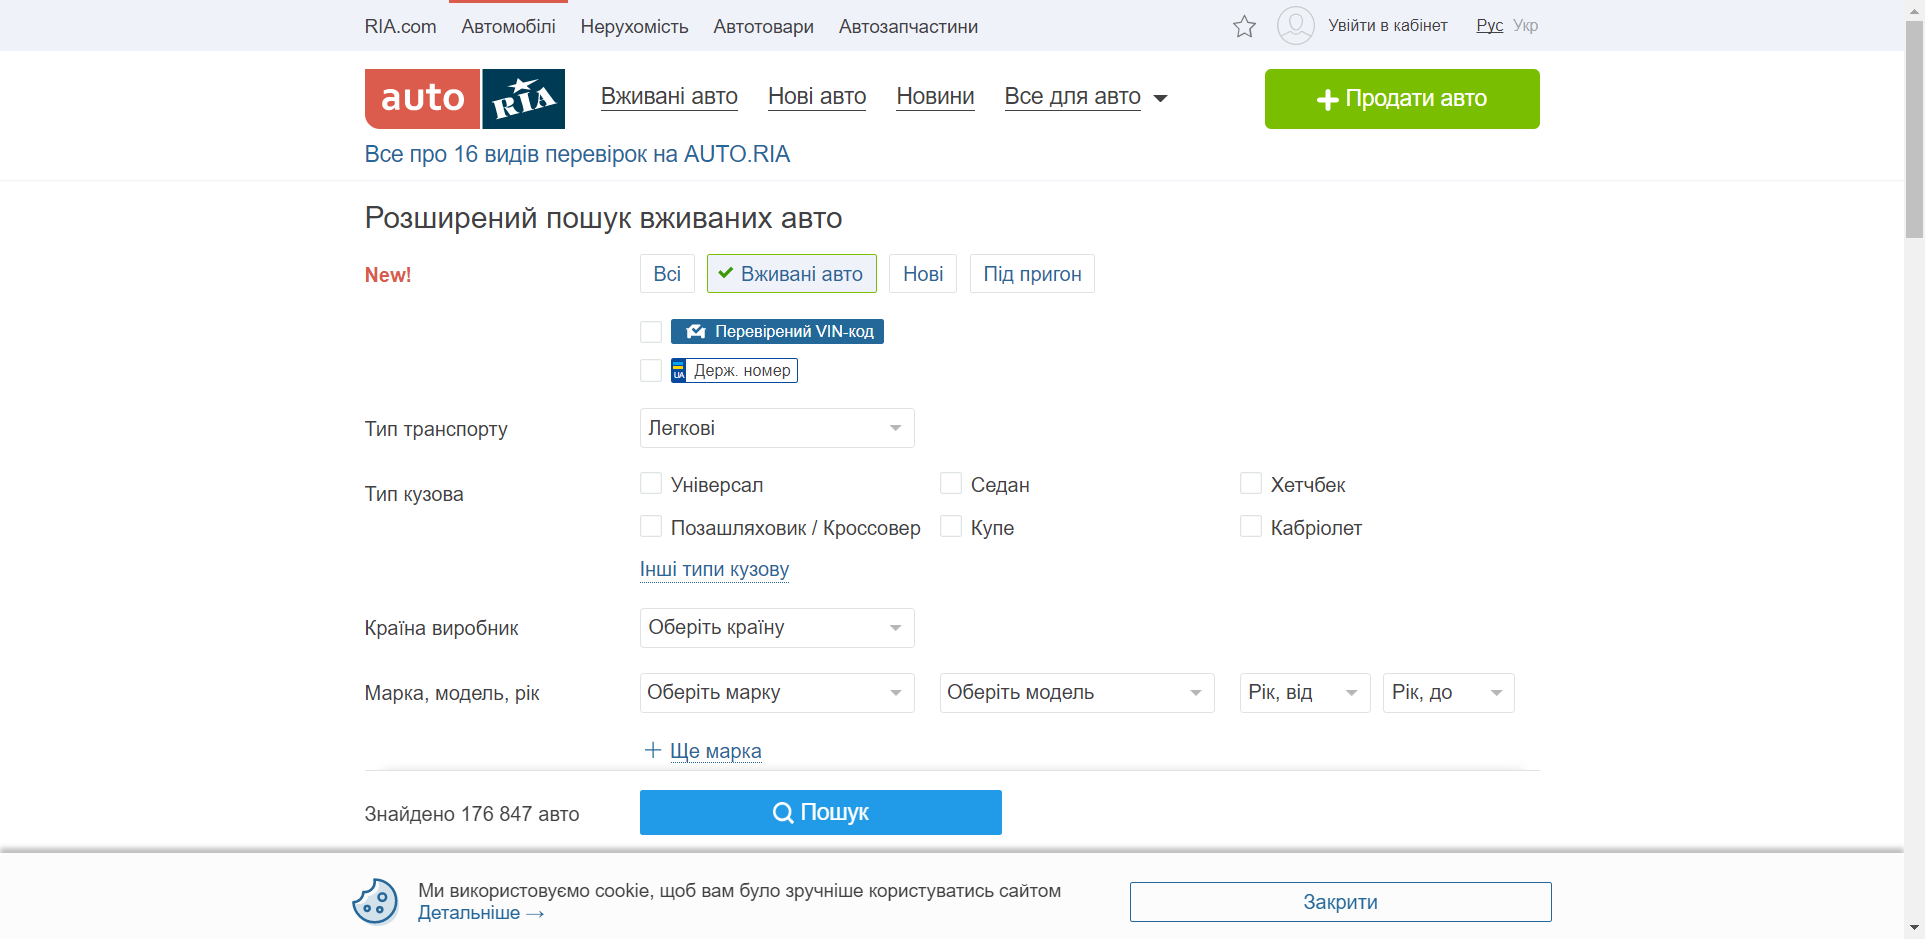 RIA.com Автомобілі Нерухомість Автотовари Автозапчастини Увійти в кабінет Рус Укр
auto RIA Вживані авто Нові авто Новини Все для авто Продати авто
Все про 16 видів перевірок на AUTO.RIA
Розширений пошук вживаних авто
New! Всі Вживані авто Нові Під пригон
Перевірений VIN-код
UA Держ. номер
Тип транспорту Легкові
Тип кузова Універсал Седан Хетчбек
Позашляховик / Кроссовер Купе Кабріолет
Інші типи кузову
Країна виробник Оберіть країну
Марка, модель, рік Оберіть марку Оберіть модель Рік, від Рік, до
Ще марка
Знайдено 176 847 авто Пошук
Ми використовуємо cookie, щоб вам було зручніше користуватись сайтом
Детальніше → Закрити